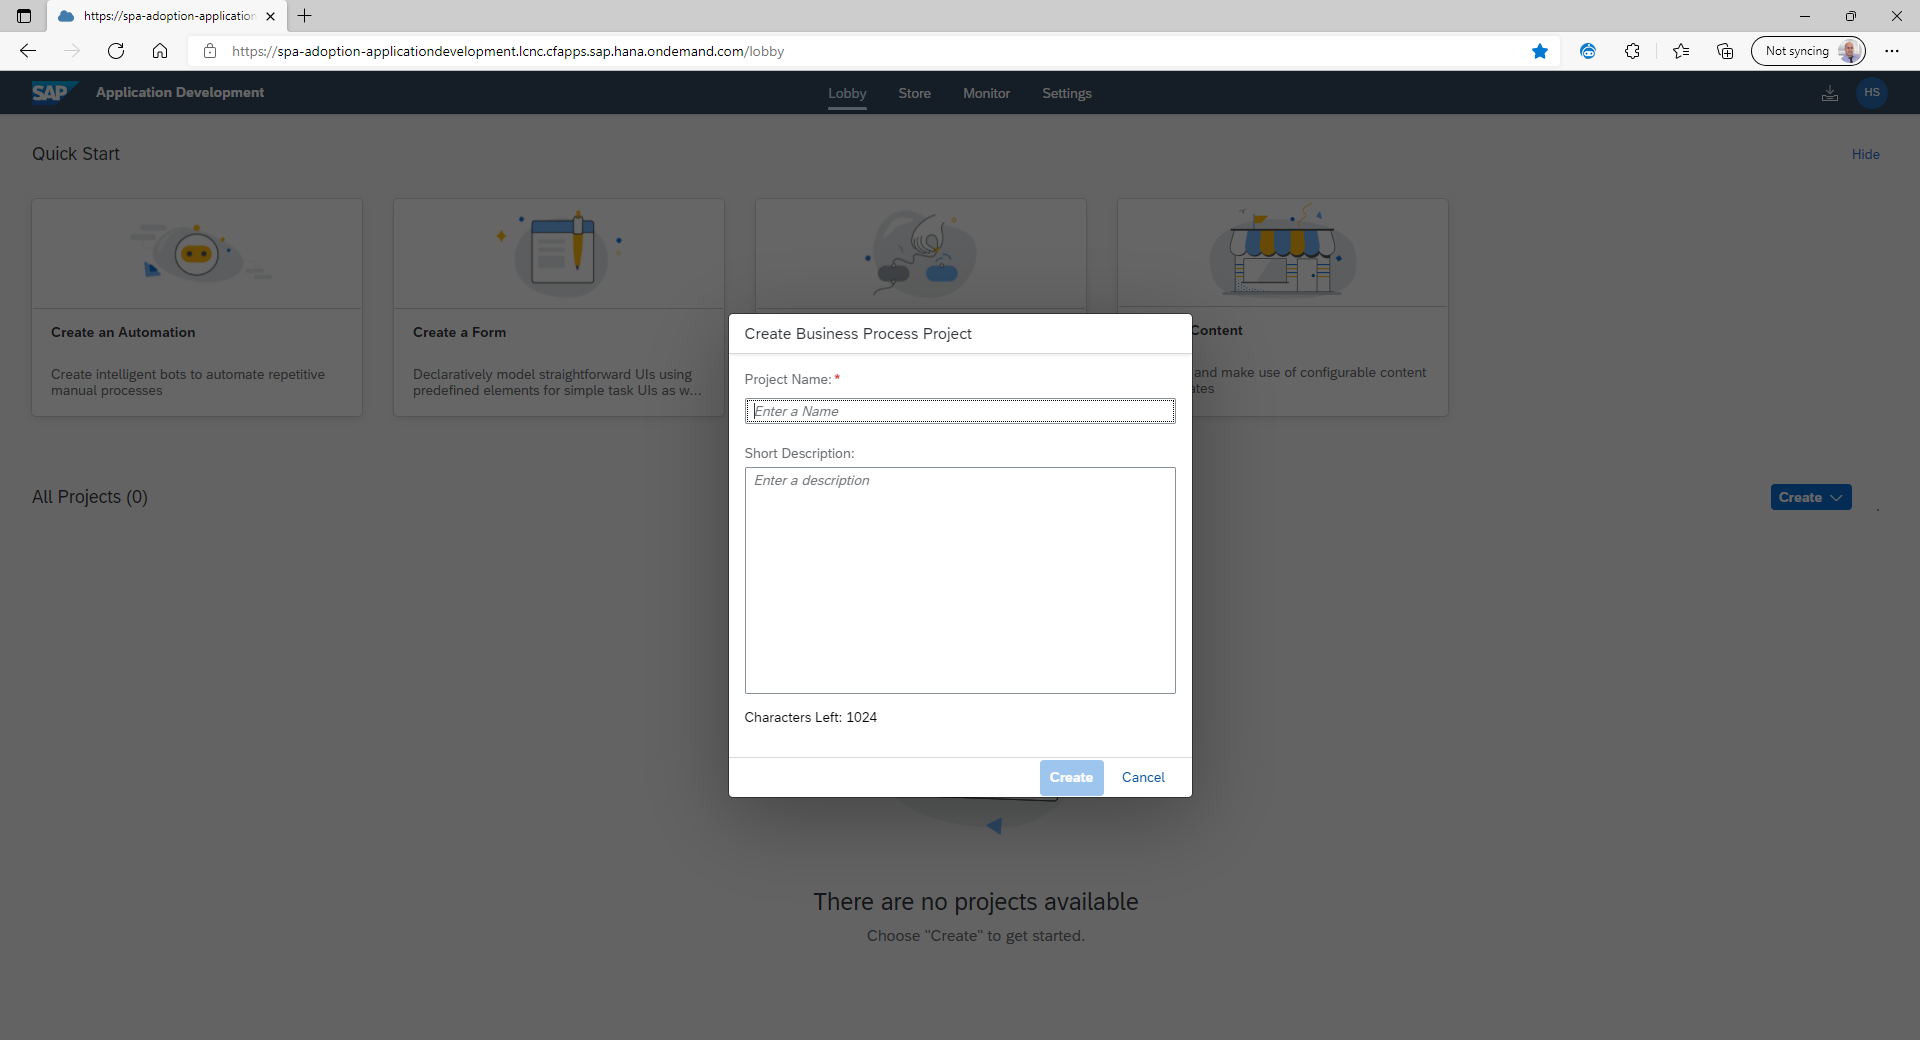 https://spa-adoption-application
https://spa-adoption-applicationdevelopment.lcnc.cfapps.sap.hana.ondemand.com/lobby
Not syncing
SAP
Application Development
Lobby
Store
Monitor
Settings
HS
Quick Start
Hide
Create an Automation
Create intelligent bots to automate repetitive
manual processes
Create a Form
Declaratively model straightforward UIs using
predefined elements for simple task UIs as w...
Content
and make use of configurable content
Create Business Process Project
Project Name:*
Enter a Name
Short Description:
Enter a description
Characters Left: 1024
Create
Cancel
All Projects (0)
Create
There are no projects available
Choose "Create" to get started.